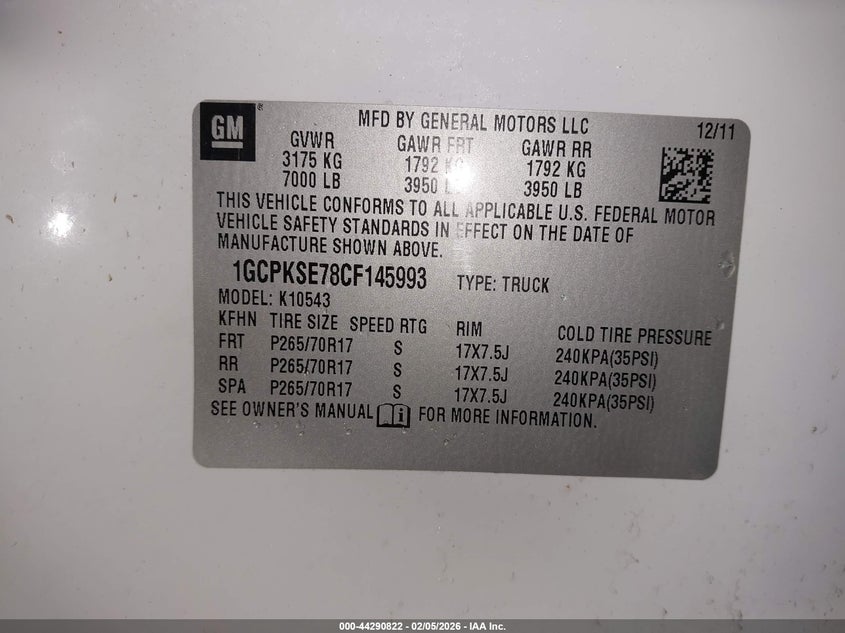 GM
®
MFD BY GENERAL MOTORS LLC
12/11
GVWR GAWR FRT GAWR RR
3175 KG 1792 KG 1792 KG
7000 LB 3950 LB 3950 LB
THIS VEHICLE CONFORMS TO ALL APPLICABLE U.S. FEDERAL MOTOR
VEHICLE SAFETY STANDARDS IN EFFECT ON THE DATE OF
MANUFACTURE SHOWN ABOVE.
1GCPKSE78CF145993 TYPE: TRUCK
MODEL: K10543
KFHN TIRE SIZE SPEED RTG RIM COLD TIRE PRESSURE
FRT P265/70R17 S 17X7.5J 240KPA(35PSI)
RR P265/70R17 S 17X7.5J 240KPA(35PSI)
SPA P265/70R17 S 17X7.5J 240KPA(35PSI)
SEE OWNER'S MANUAL FOR MORE INFORMATION.
000-44290822 - 02/05/2026 - IAA Inc.